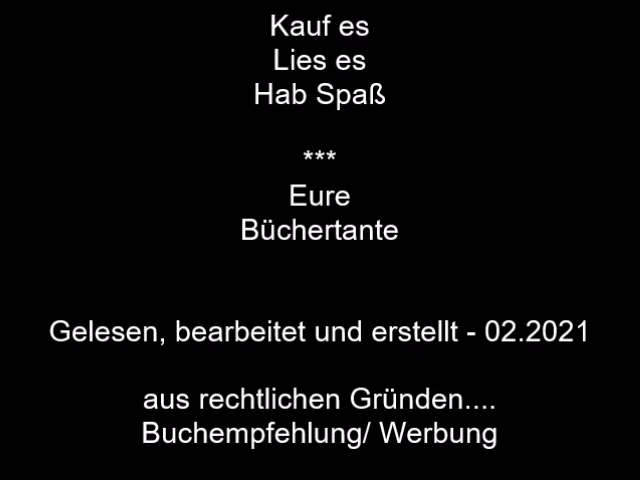 Kauf es
Lies es
Hab Spaß
***
Eure
Büchertante
Gelesen, bearbeitet und erstellt - 02.2021
aus rechtlichen Gründen....
Buchempfehlung/ Werbung